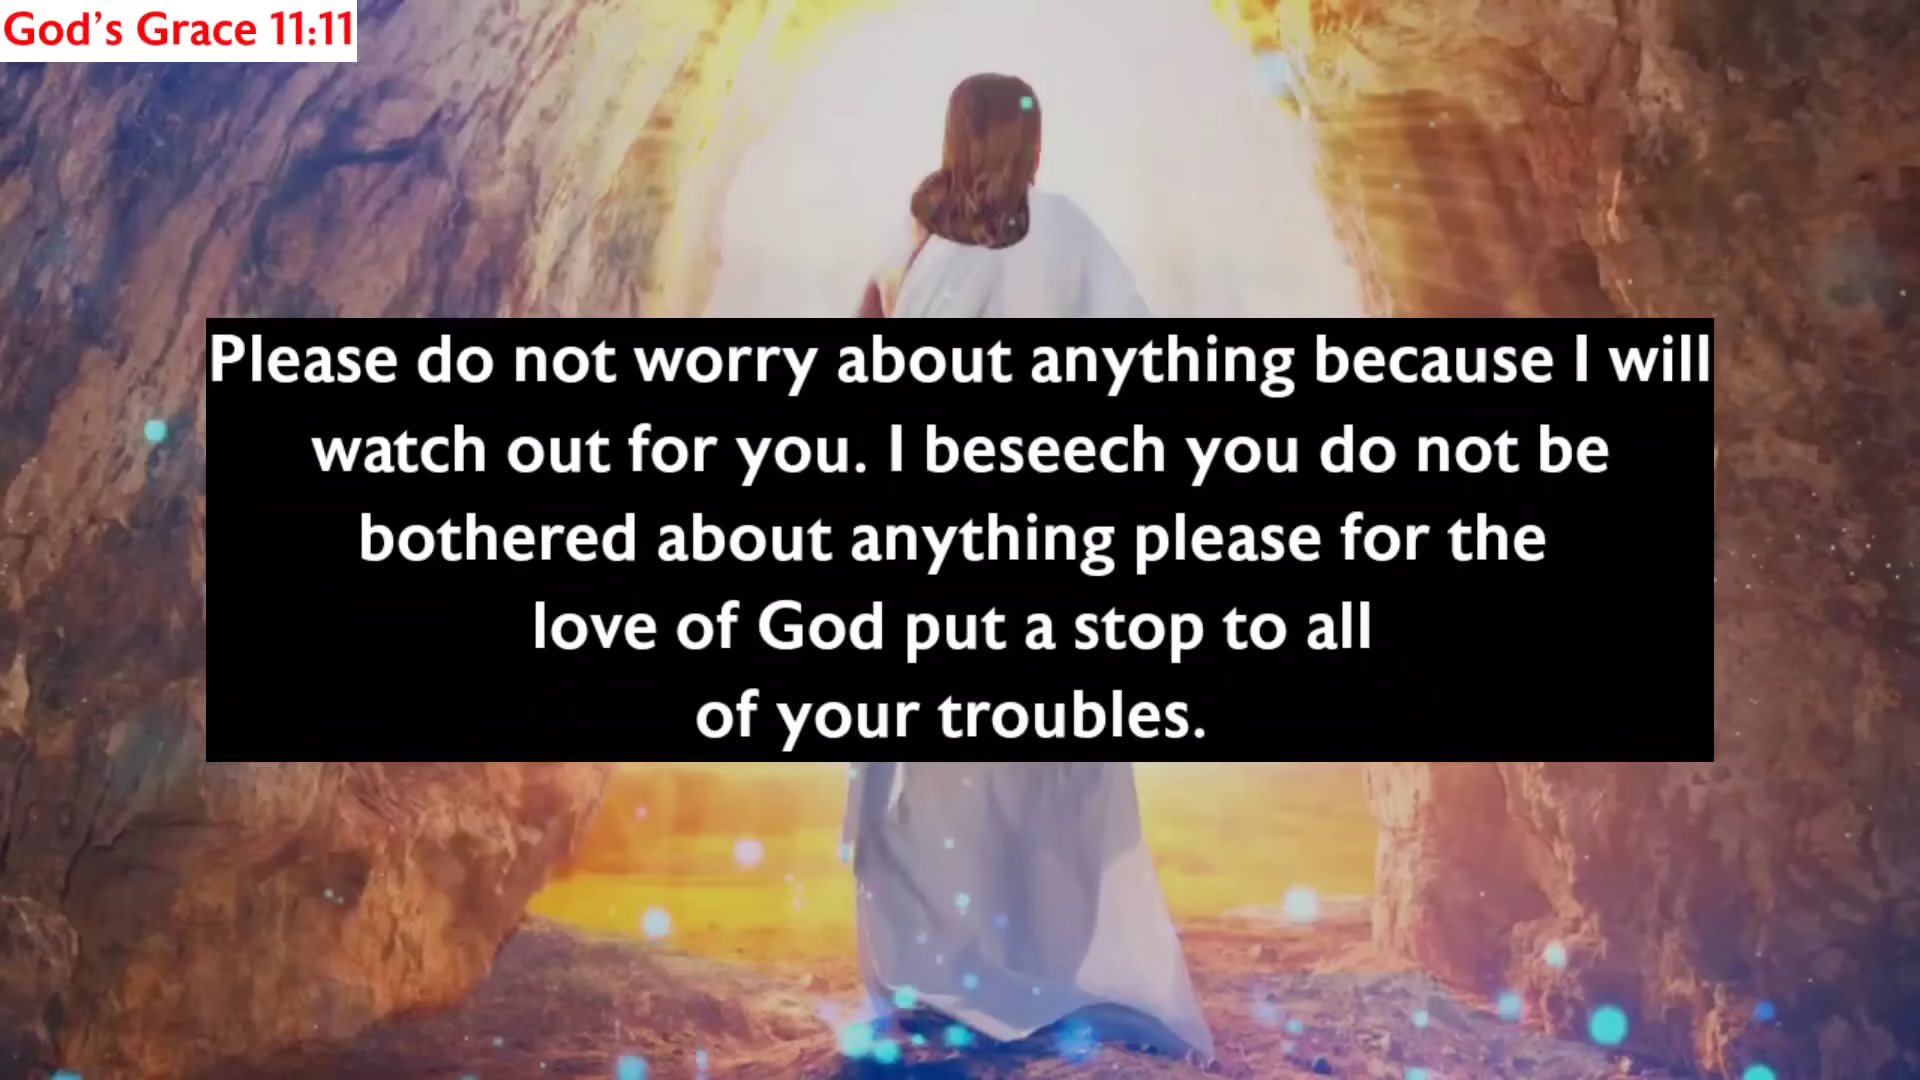 God’s Grace 11:11
Please do not worry about anything because I will
watch out for you. I beseech you do not be
bothered about anything please for the
love of God put a stop to all
of your troubles.